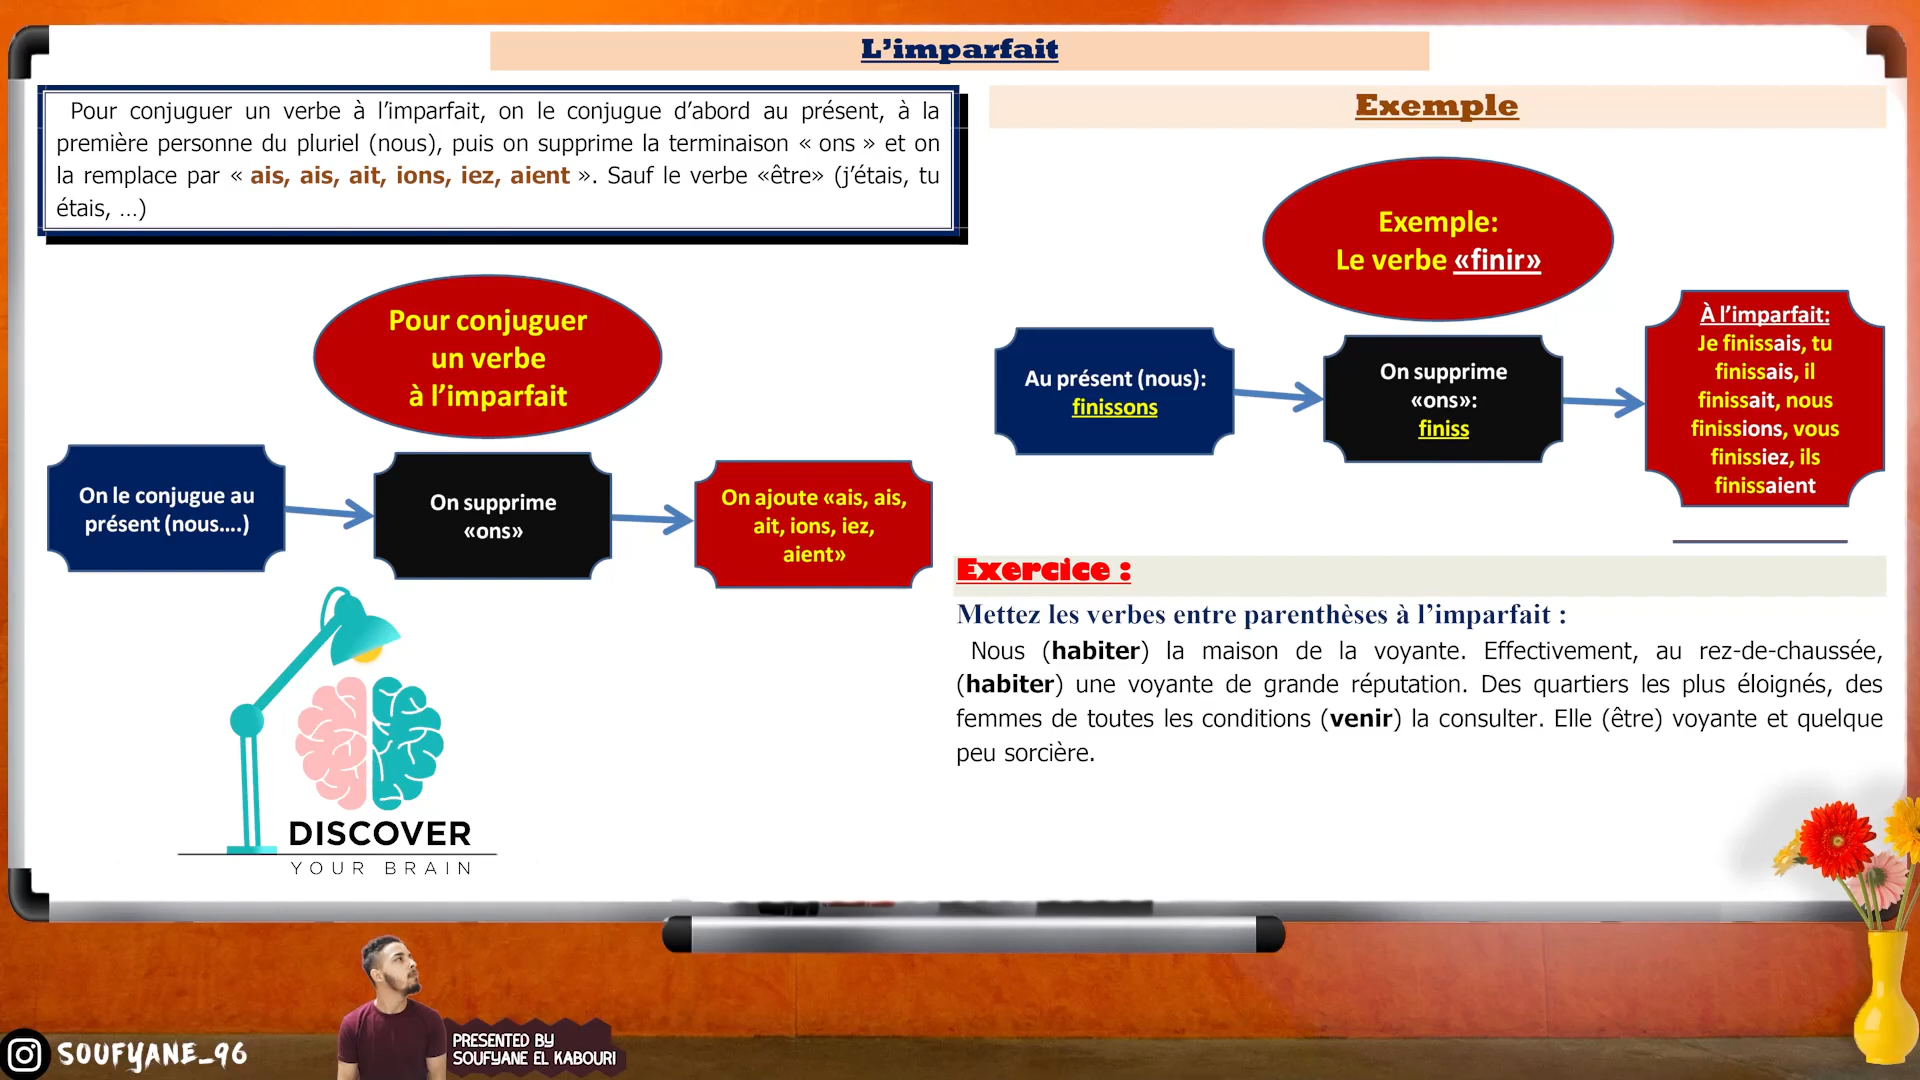 L’imparfait
Pour conjuguer un verbe à l’imparfait, on le conjugue d’abord au présent, à la
première personne du pluriel (nous), puis on supprime la terminaison « ons » et on
la remplace par « ais, ais, ait, ions, iez, aient ». Sauf le verbe «être» (j’étais, tu
étais, …)
Pour conjuguer
un verbe
à l’imparfait
On le conjugue au
présent (nous....)
On supprime
«ons»
On ajoute «ais, ais,
ait, ions, iez,
aient»
DISCOVER
YOUR BRAIN
Exemple
Exemple:
Le verbe «finir»
Au présent (nous):
finissons
On supprime
«ons»:
finiss
À l’imparfait:
Je finissais, tu
finissais, il
finissait, nous
finissions, vous
finissiez, ils
finissaient
Exercice :
Mettez les verbes entre parenthèses à l’imparfait :
Nous (habiter) la maison de la voyante. Effectivement, au rez-de-chaussée,
(habiter) une voyante de grande réputation. Des quartiers les plus éloignés, des
femmes de toutes les conditions (venir) la consulter. Elle (être) voyante et quelque
peu sorcière.
SOUFYANE_96
PRESENTED BY
SOUFYANE EL KABOURI